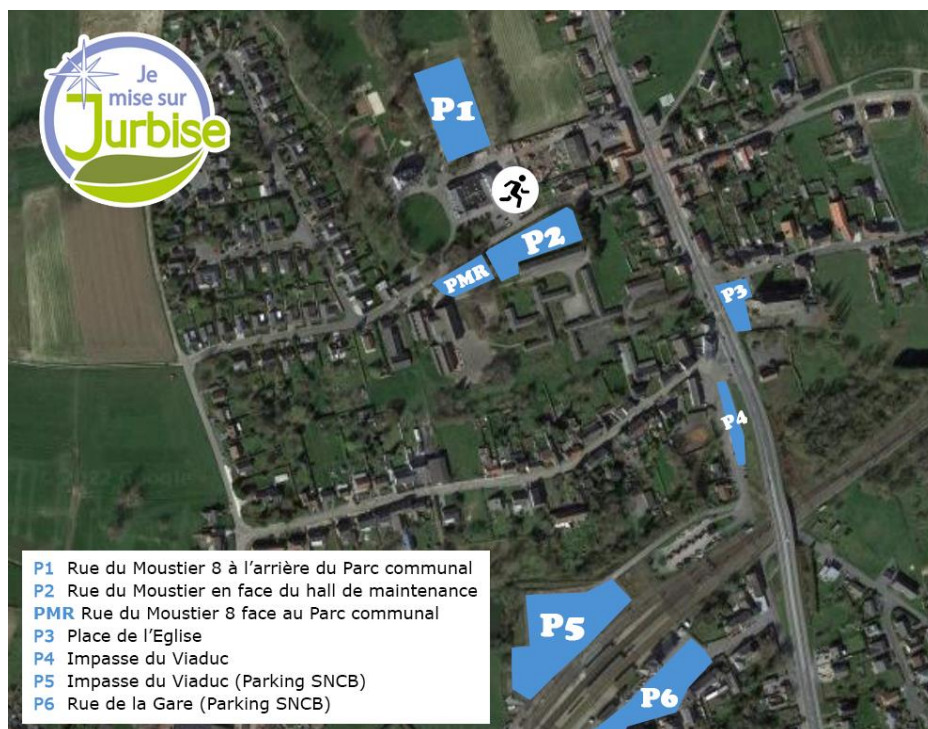 Je
mise sur
Jurbise
P1
P2
PMR
P3
P4
P5
P6
P1 Rue du Moustier 8 à l'arrière du Parc communal
P2 Rue du Moustier en face du hall de maintenance
PMR Rue du Moustier 8 face au Parc communal
P3 Place de l'Eglise
P4 Impasse du Viaduc
P5 Impasse du Viaduc (Parking SNCB)
P6 Rue de la Gare (Parking SNCB)